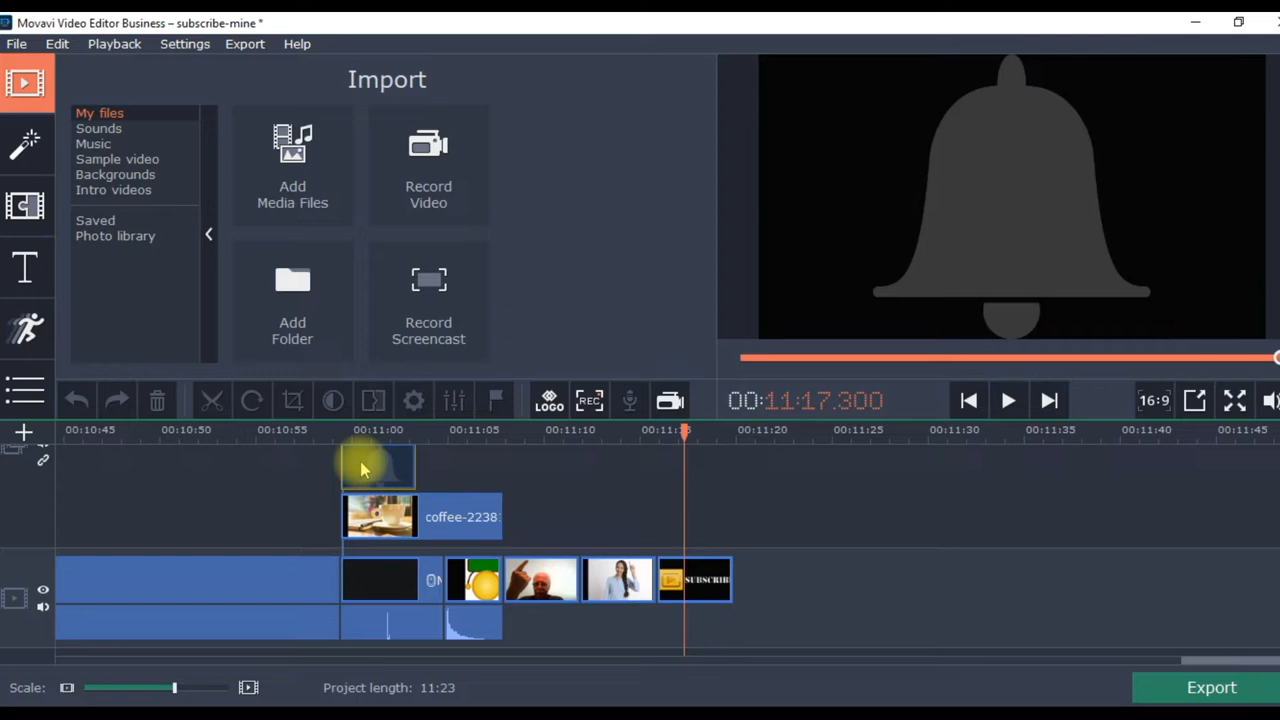 Movavi Video Editor Business – subscribe-mine *
File Edit Playback Settings Export Help
Import
My files
Sounds
Music
Sample video
Backgrounds
Intro videos
Saved
Photo library
Add
Media Files
Record
Video
Add
Folder
Record
Screencast
LOGO
REC
00:11:17.300
16:9
00:10:45 00:10:50 00:10:55 00:11:00 00:11:05 00:11:10 00:11:20 00:11:25 00:11:30 00:11:35 00:11:40 00:11:45
coffee-2238
SUBSCRIB
Scale:
Project length: 11:23
Export